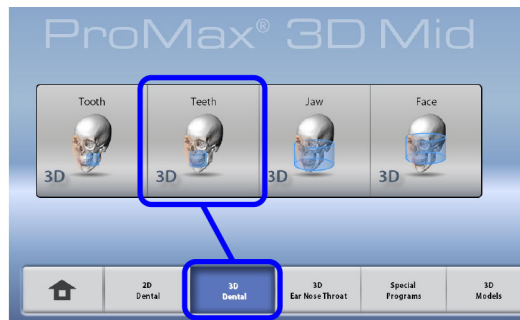 ProMax® 3D Mid
Tooth
Teeth
Jaw
Face
3D
3D
3D
3D
2D
Dental
3D
Dental
3D
Ear Nose Throat
Special
Programs
3D
Models